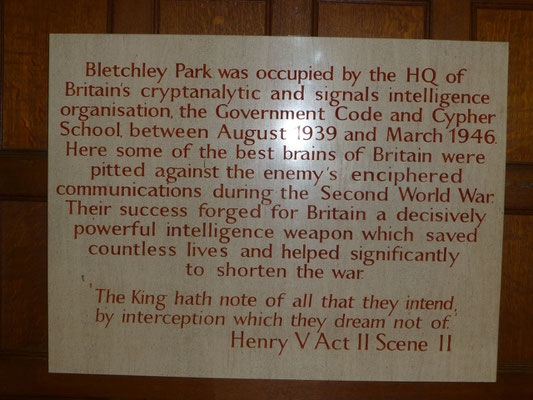 Bletchley Park was occupied by the HQ of
Britain's cryptanalytic and signals intelligence
organisation, the Government Code and Cypher
School, between August 1939 and March 1946.
Here some of the best brains of Britain were
pitted against the enemy's enciphered
communications during the Second World War.
Their success forged for Britain a decisively
powerful intelligence weapon which saved
countless lives and helped significantly
to shorten the war.
'The King hath note of all that they intend,
by interception which they dream not of.'
Henry V Act II Scene II